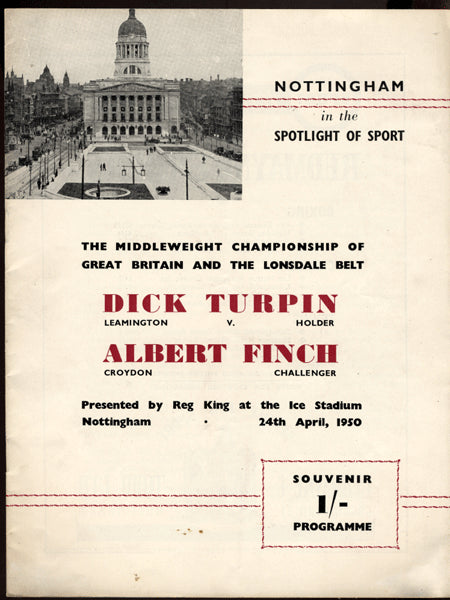 NOTTINGHAM
in the
SPOTLIGHT OF SPORT
THE MIDDLEWEIGHT CHAMPIONSHIP OF
GREAT BRITAIN AND THE LONSDALE BELT
DICK TURPIN
LEAMINGTON V. HOLDER
ALBERT FINCH
CROYDON CHALLENGER
Presented by Reg King at the Ice Stadium
Nottingham • 24th April, 1950
SOUVENIR
1/-
PROGRAMME